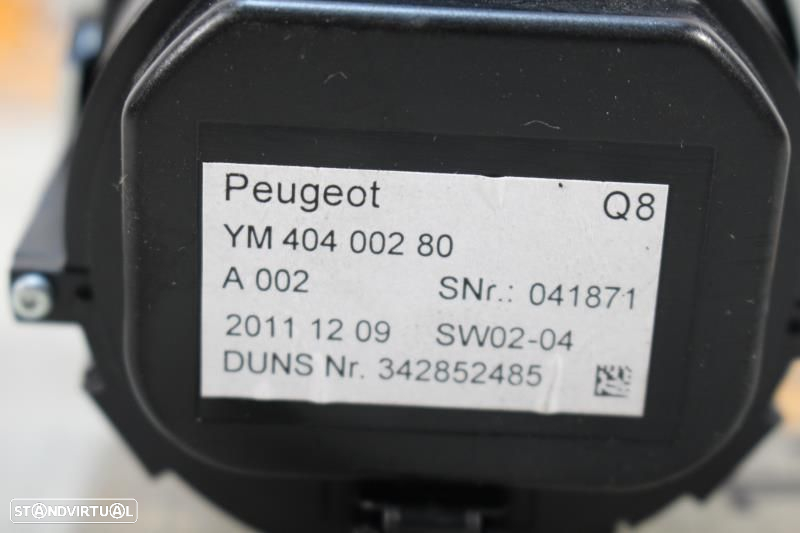 Peugeot Q8
YM 404 002 80
A 002 SNr.: 041871
2011 12 09 SW02-04
DUNS Nr. 342852485
STANDVIRTUAL